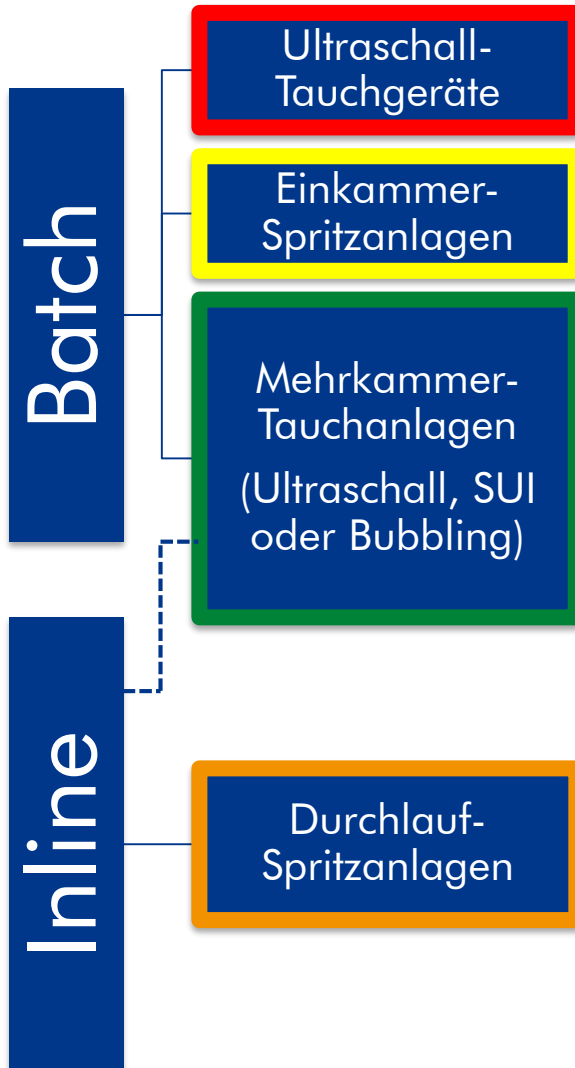 Batch
Ultraschall-
Tauchgeräte
Einkammer-
Spritzanlagen
Mehrkammer-
Tauchanlagen
(Ultraschall, SUI
oder Bubbling)
Inline
Durchlauf-
Spritzanlagen